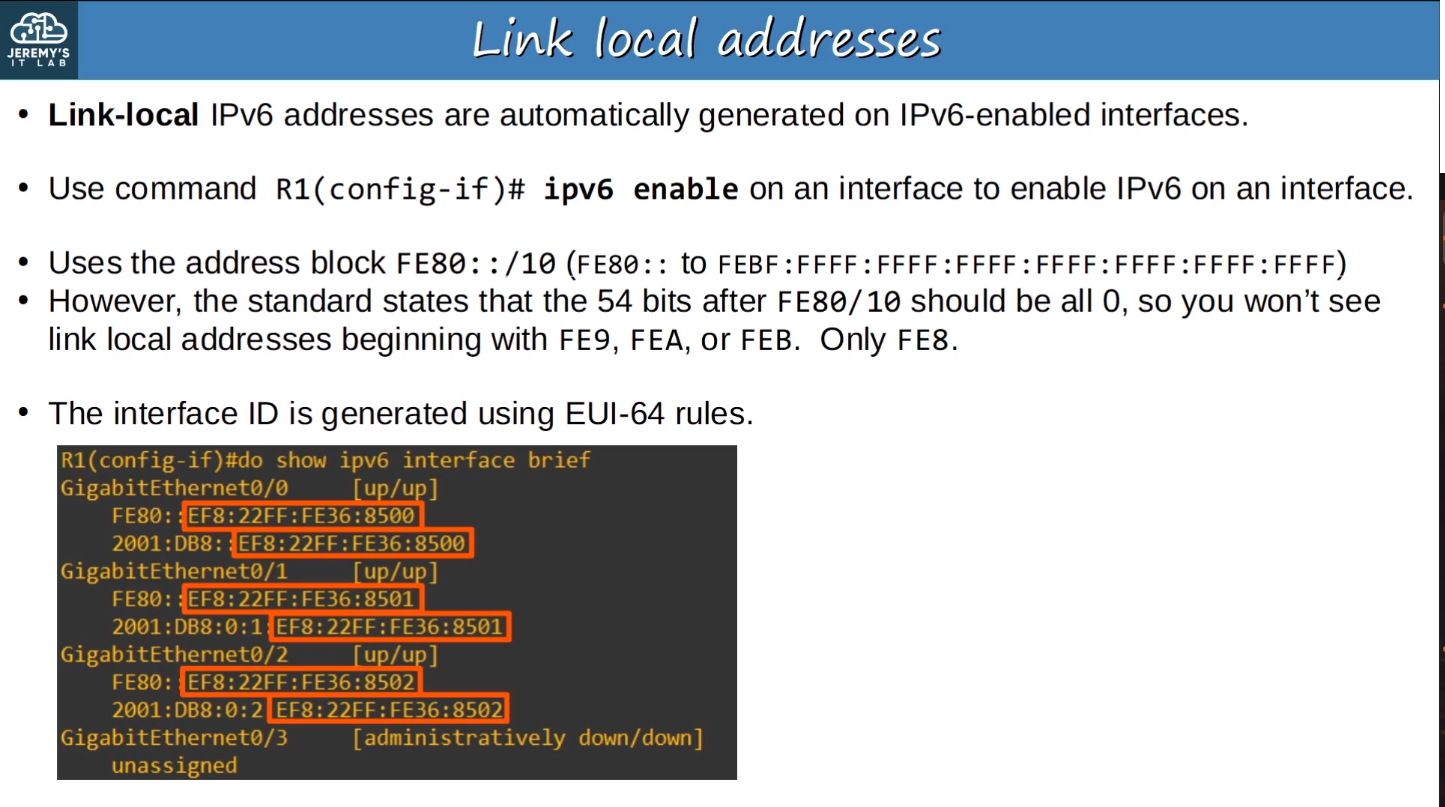 JEREMY'S
IT LAB
Link local addresses
• Link-local IPv6 addresses are automatically generated on IPv6-enabled interfaces.
• Use command R1(config-if)# ipv6 enable on an interface to enable IPv6 on an interface.
• Uses the address block FE80::/10 (FE80:: to FEBF:FFFF:FFFF:FFFF:FFFF:FFFF:FFFF:FFFF)
• However, the standard states that the 54 bits after FE80/10 should be all 0, so you won't see
link local addresses beginning with FE9, FEA, or FEB. Only FE8.
• The interface ID is generated using EUI-64 rules.
R1(config-if)#do show ipv6 interface brief
GigabitEthernet0/0 [up/up]
FE80::EF8:22FF:FE36:8500
2001:DB8::EF8:22FF:FE36:8500
GigabitEthernet0/1 [up/up]
FE80::EF8:22FF:FE36:8501
2001:DB8:0:1:EF8:22FF:FE36:8501
GigabitEthernet0/2 [up/up]
FE80::EF8:22FF:FE36:8502
2001:DB8:0:2:EF8:22FF:FE36:8502
GigabitEthernet0/3 [administratively down/down]
unassigned